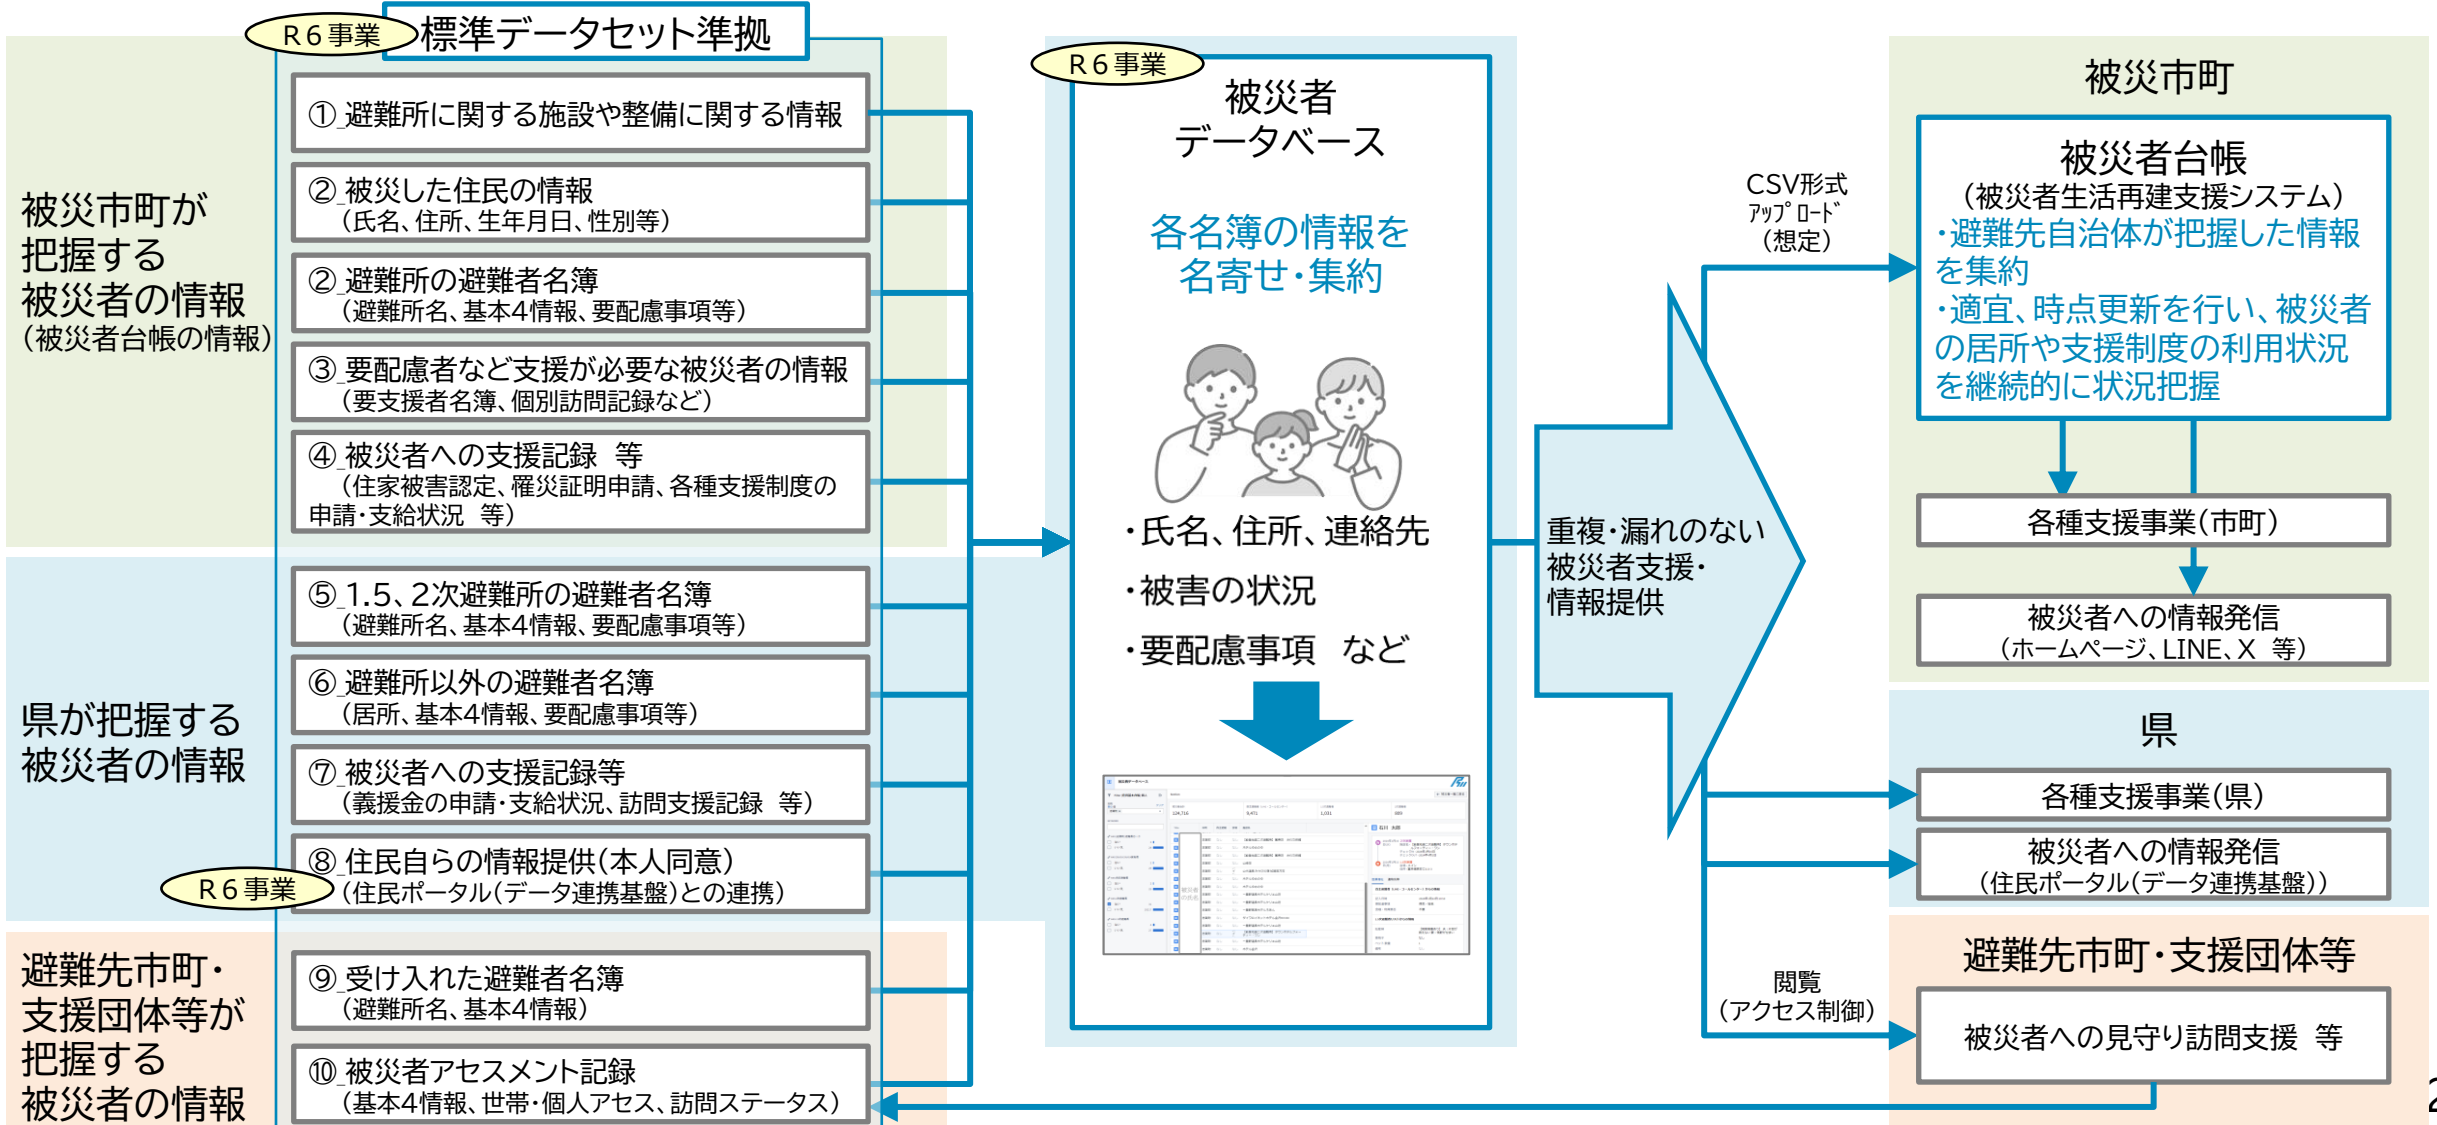 R6事業
標準データセット準拠
被災市町が
把握する
被災者の情報
（被災者台帳の情報）
①_避難所に関する施設や整備に関する情報
②_被災した住民の情報
（氏名、住所、生年月日、性別等）
②_避難所の避難者名簿
（避難所名、基本4情報、要配慮事項等）
③_要配慮者など支援が必要な被災者の情報
（要支援者名簿、個別訪問記録など）
④_被災者への支援記録　等
（住家被害認定、罹災証明申請、各種支援制度の
申請・支給状況　等）
県が把握する
被災者の情報
⑤_1.5、2次避難所の避難者名簿
（避難所名、基本4情報、要配慮事項等）
⑥_避難所以外の避難者名簿
（居所、基本4情報、要配慮事項等）
⑦_被災者への支援記録等
（義援金の申請・支給状況、訪問支援記録　等）
⑧_住民自らの情報提供（本人同意）
（住民ポータル（データ連携基盤）との連携）
R6事業
避難先市町・
支援団体等が
把握する
被災者の情報
⑨_受け入れた避難者名簿
（避難所名、基本4情報）
⑩_被災者アセスメント記録
（基本4情報、世帯・個人アセス、訪問ステータス）
R6事業
被災者
データベース
各名簿の情報を
名寄せ・集約
・氏名、住所、連絡先
・被害の状況
・要配慮事項　など
重複・漏れのない
被災者支援・
情報提供
CSV形式
ｱｯﾌﾟﾛｰﾄﾞ
（想定）
閲覧
（アクセス制御）
被災市町
被災者台帳
（被災者生活再建支援システム）
・避難先自治体が把握した情報
を集約
・適宜、時点更新を行い、被災者
の居所や支援制度の利用状況
を継続的に状況把握
各種支援事業（市町）
被災者への情報発信
（ホームページ、LINE、X　等）
県
各種支援事業（県）
被災者への情報発信
（住民ポータル（データ連携基盤））
避難先市町・支援団体等
被災者への見守り訪問支援　等